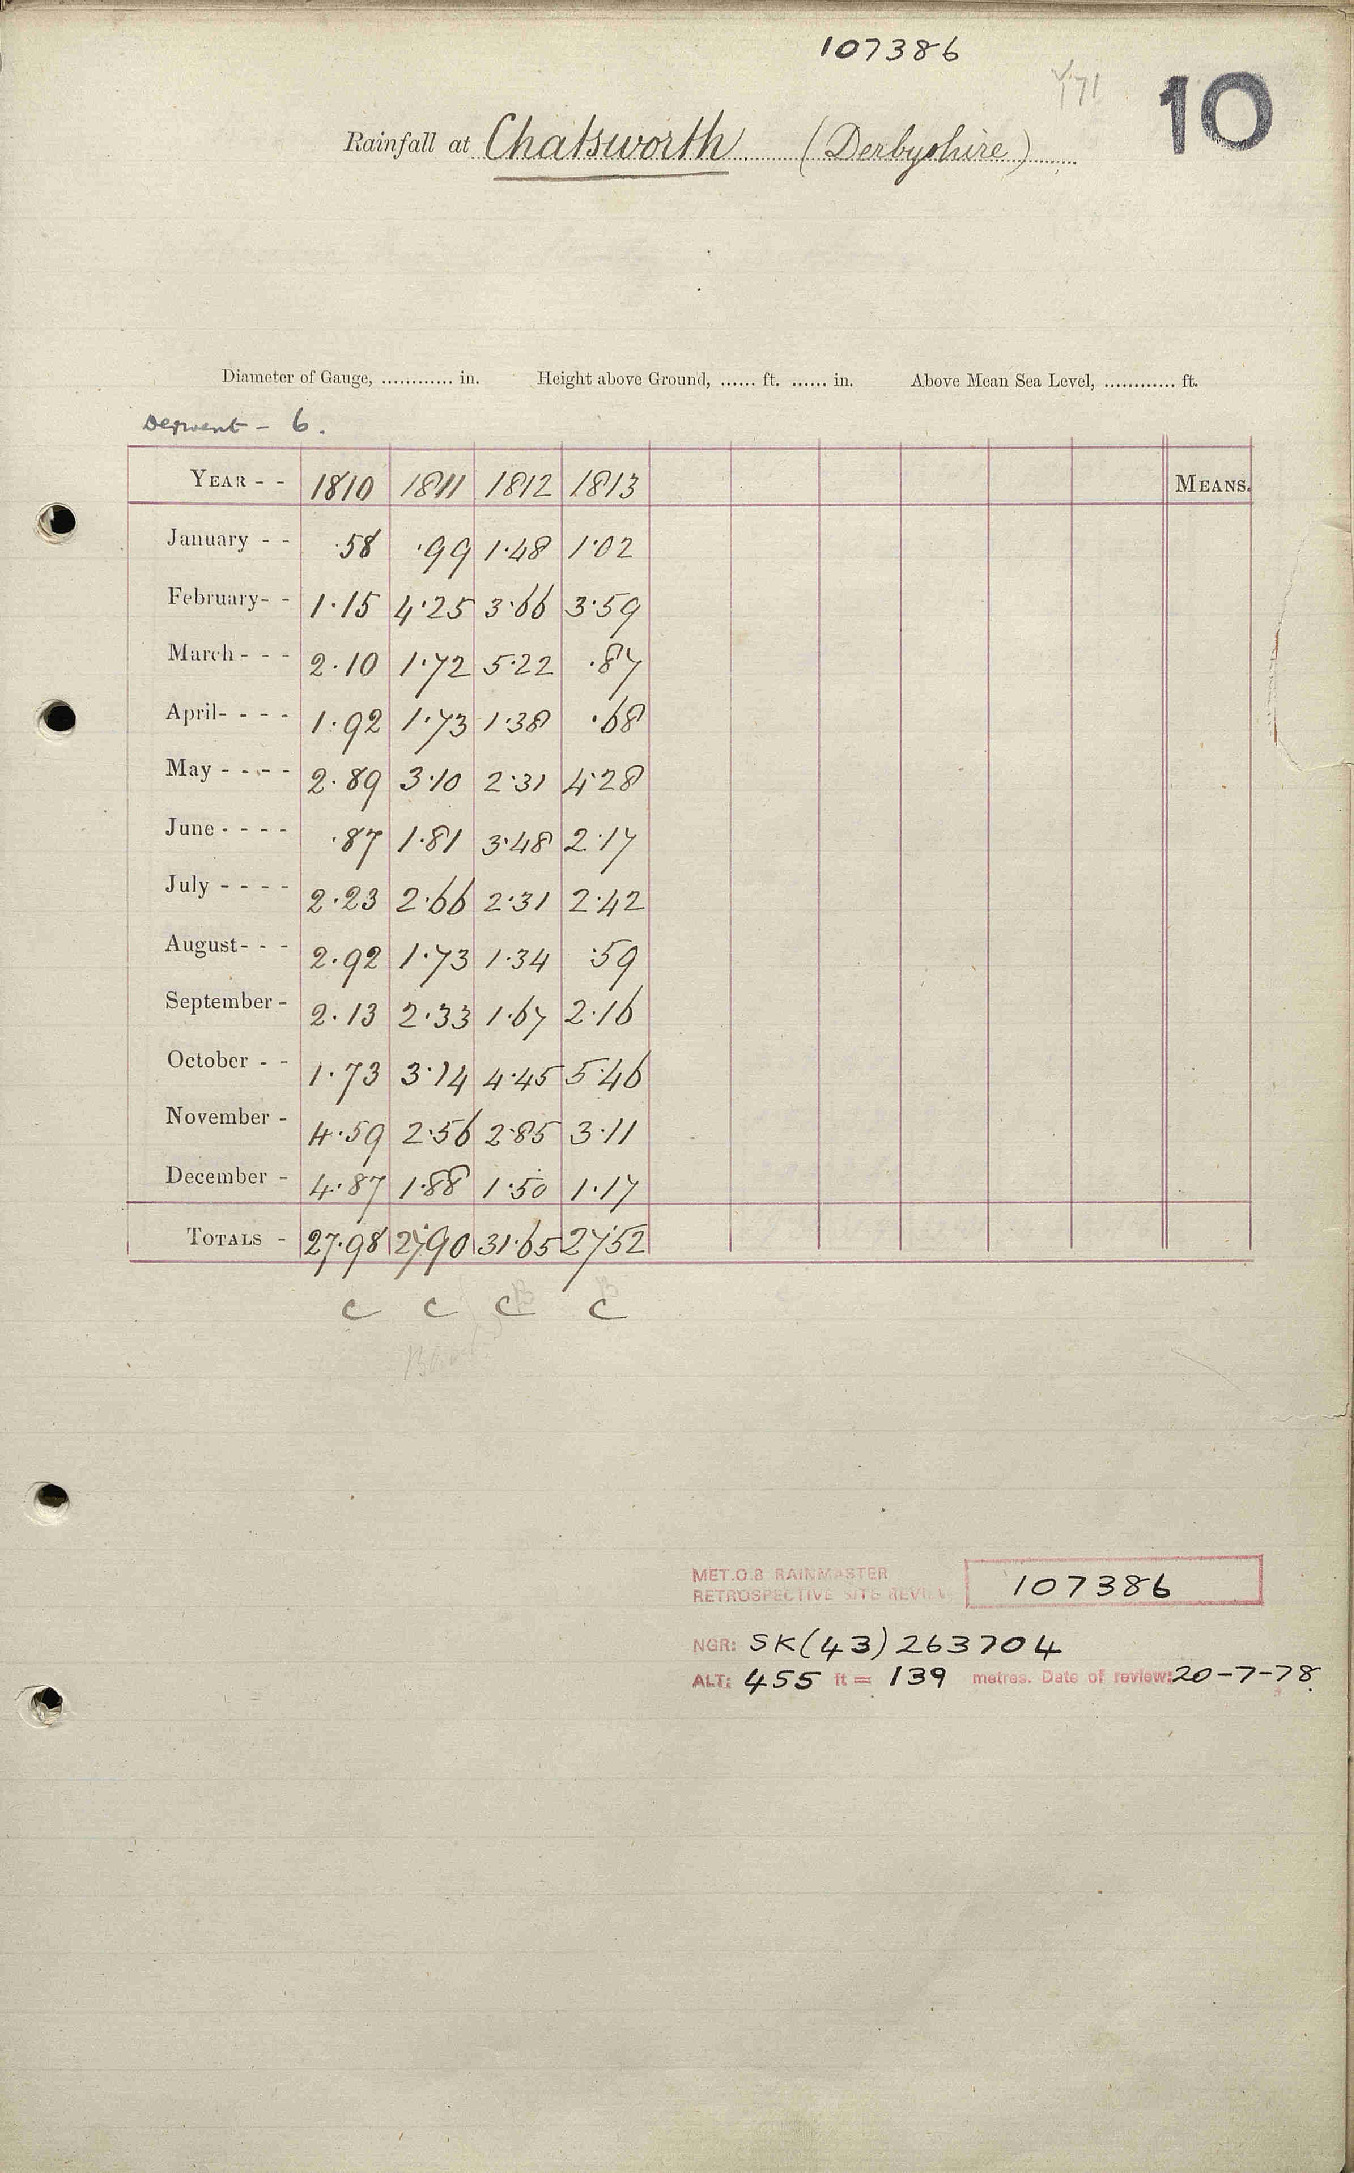 107386
10
Rainfall at Chatsworth (Derbyshire)
Diameter of Gauge, ............ in. Height above Ground, ...... ft. ...... in. Above Mean Sea Level, ............ ft.
Derwent - 6.
YEAR - - 1810 1811 1812 1813 MEANS.
January - - ·58 ·99 1·48 1·02
February- - 1·15 4·25 3·66 3·59
March - - - 2·10 1·72 5·22 ·87
April- - - - 1·92 1·73 1·38 ·68
May - - - - 2·89 3·10 2·31 4·28
June - - - - ·87 1·81 3·48 2·17
July - - - - 2·23 2·66 2·31 2·42
August- - - 2·92 1·73 1·34 ·59
September - 2·13 2·33 1·67 2·16
October - - 1·73 3·14 4·45 5·46
November - 4·59 2·56 2·85 3·11
December - 4·87 1·88 1·50 1·17
TOTALS - 27·98 27·90 31·65 27·52
C C C C
MET.O.8 RAINMASTER
RETROSPECTIVE SITE REVIEW 107386
NGR: SK(43)263704
ALT: 455 ft = 139 metres. Date of review: 20-7-78.